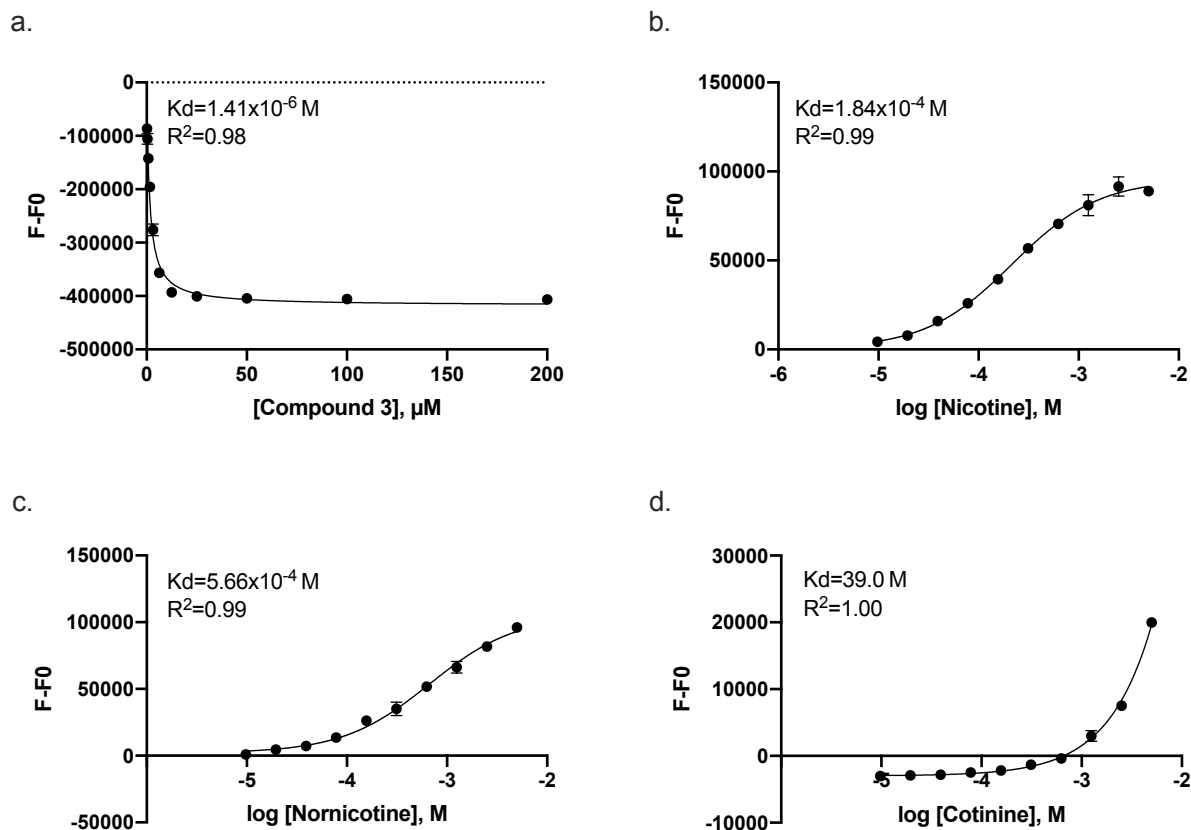 a.
0
-100000
-200000
-300000
-400000
-500000
F-F0
Kd=1.41x10-6 M
R2=0.98
0 50 100 150 200
[Compound 3], µM
b.
150000
100000
50000
0
F-F0
Kd=1.84x10-4 M
R2=0.99
-6 -5 -4 -3 -2
log [Nicotine], M
c.
150000
100000
50000
0
-50000
F-F0
Kd=5.66x10-4 M
R2=0.99
-5 -4 -3 -2
log [Nornicotine], M
d.
30000
20000
10000
0
-10000
F-F0
Kd=39.0 M
R2=1.00
-5 -4 -3 -2
log [Cotinine], M